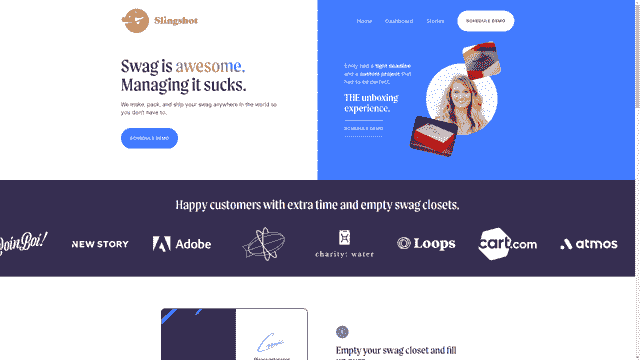 Slingshot
Home Dashboard Stories SCHEDULE DEMO
Swag is awesome.
Managing it sucks.
We make, pack, and ship your swag anywhere in the world so
you don't have to.
SCHEDULE DEMO
Emily had a tight deadline
and a
project that
had to be perfect.
THE unboxing
experience.
SCHEDULE DEMO
Happy customers with extra time and empty swag closets.
JoinBoi!
NEW STORY
Adobe
charity: water
Loops
cart.com
atmos
Empty your swag closet and fill